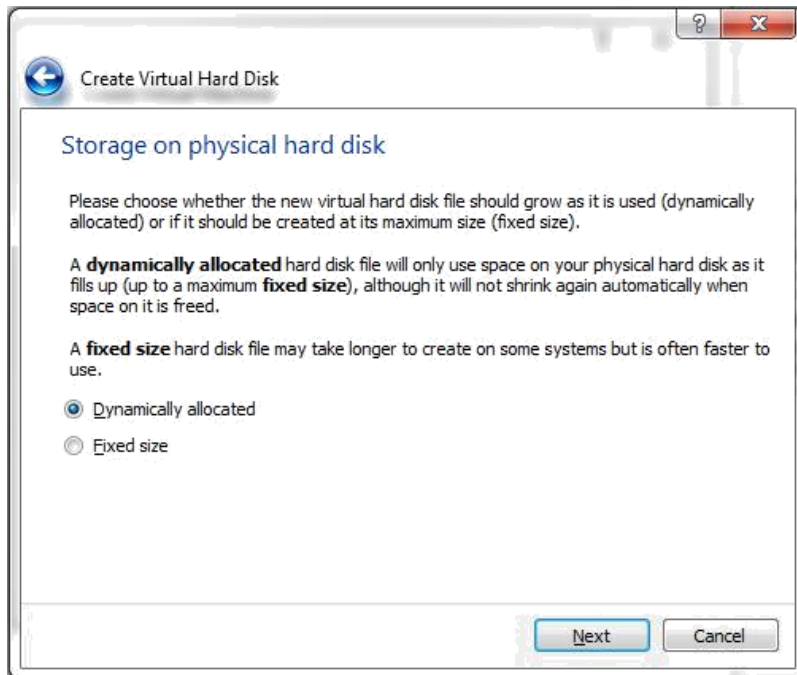 ?
X
Create Virtual Hard Disk
Storage on physical hard disk
Please choose whether the new virtual hard disk file should grow as it is used (dynamically
allocated) or if it should be created at its maximum size (fixed size).
A dynamically allocated hard disk file will only use space on your physical hard disk as it
fills up (up to a maximum fixed size), although it will not shrink again automatically when
space on it is freed.
A fixed size hard disk file may take longer to create on some systems but is often faster to
use.
Dynamically allocated
Fixed size
Next
Cancel